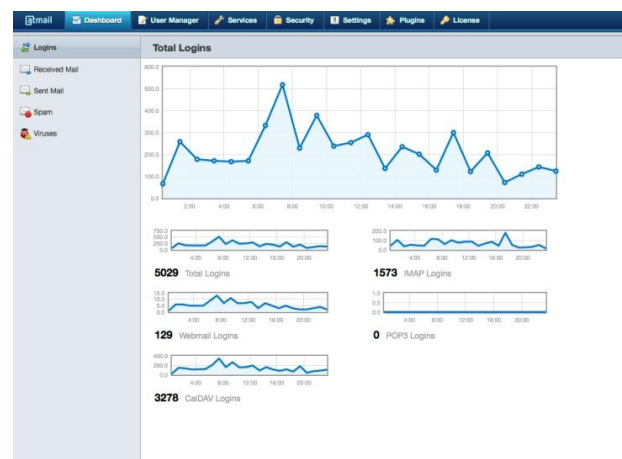 @mail Dashboard User Manager Services Security Settings Plugins License
Logins
Received Mail
Sent Mail
Spam
Viruses
Total Logins
600.0
500.0
400.0
300.0
200.0
100.0
0.0
2:00 4:00 6:00 8:00 10:00 12:00 14:00 16:00 18:00 20:00 22:00
750.0
500.0
250.0
0.0
4:00 8:00 12:00 16:00 20:00
5029 Total Logins
200.0
100.0
0.0
4:00 8:00 12:00 16:00 20:00
1573 IMAP Logins
15.0
10.0
5.0
0.0
4:00 8:00 12:00 16:00 20:00
129 Webmail Logins
1.0
0.5
0.0
4:00 8:00 12:00 16:00 20:00
0 POP3 Logins
400.0
200.0
0.0
4:00 8:00 12:00 16:00 20:00
3278 CalDAV Logins